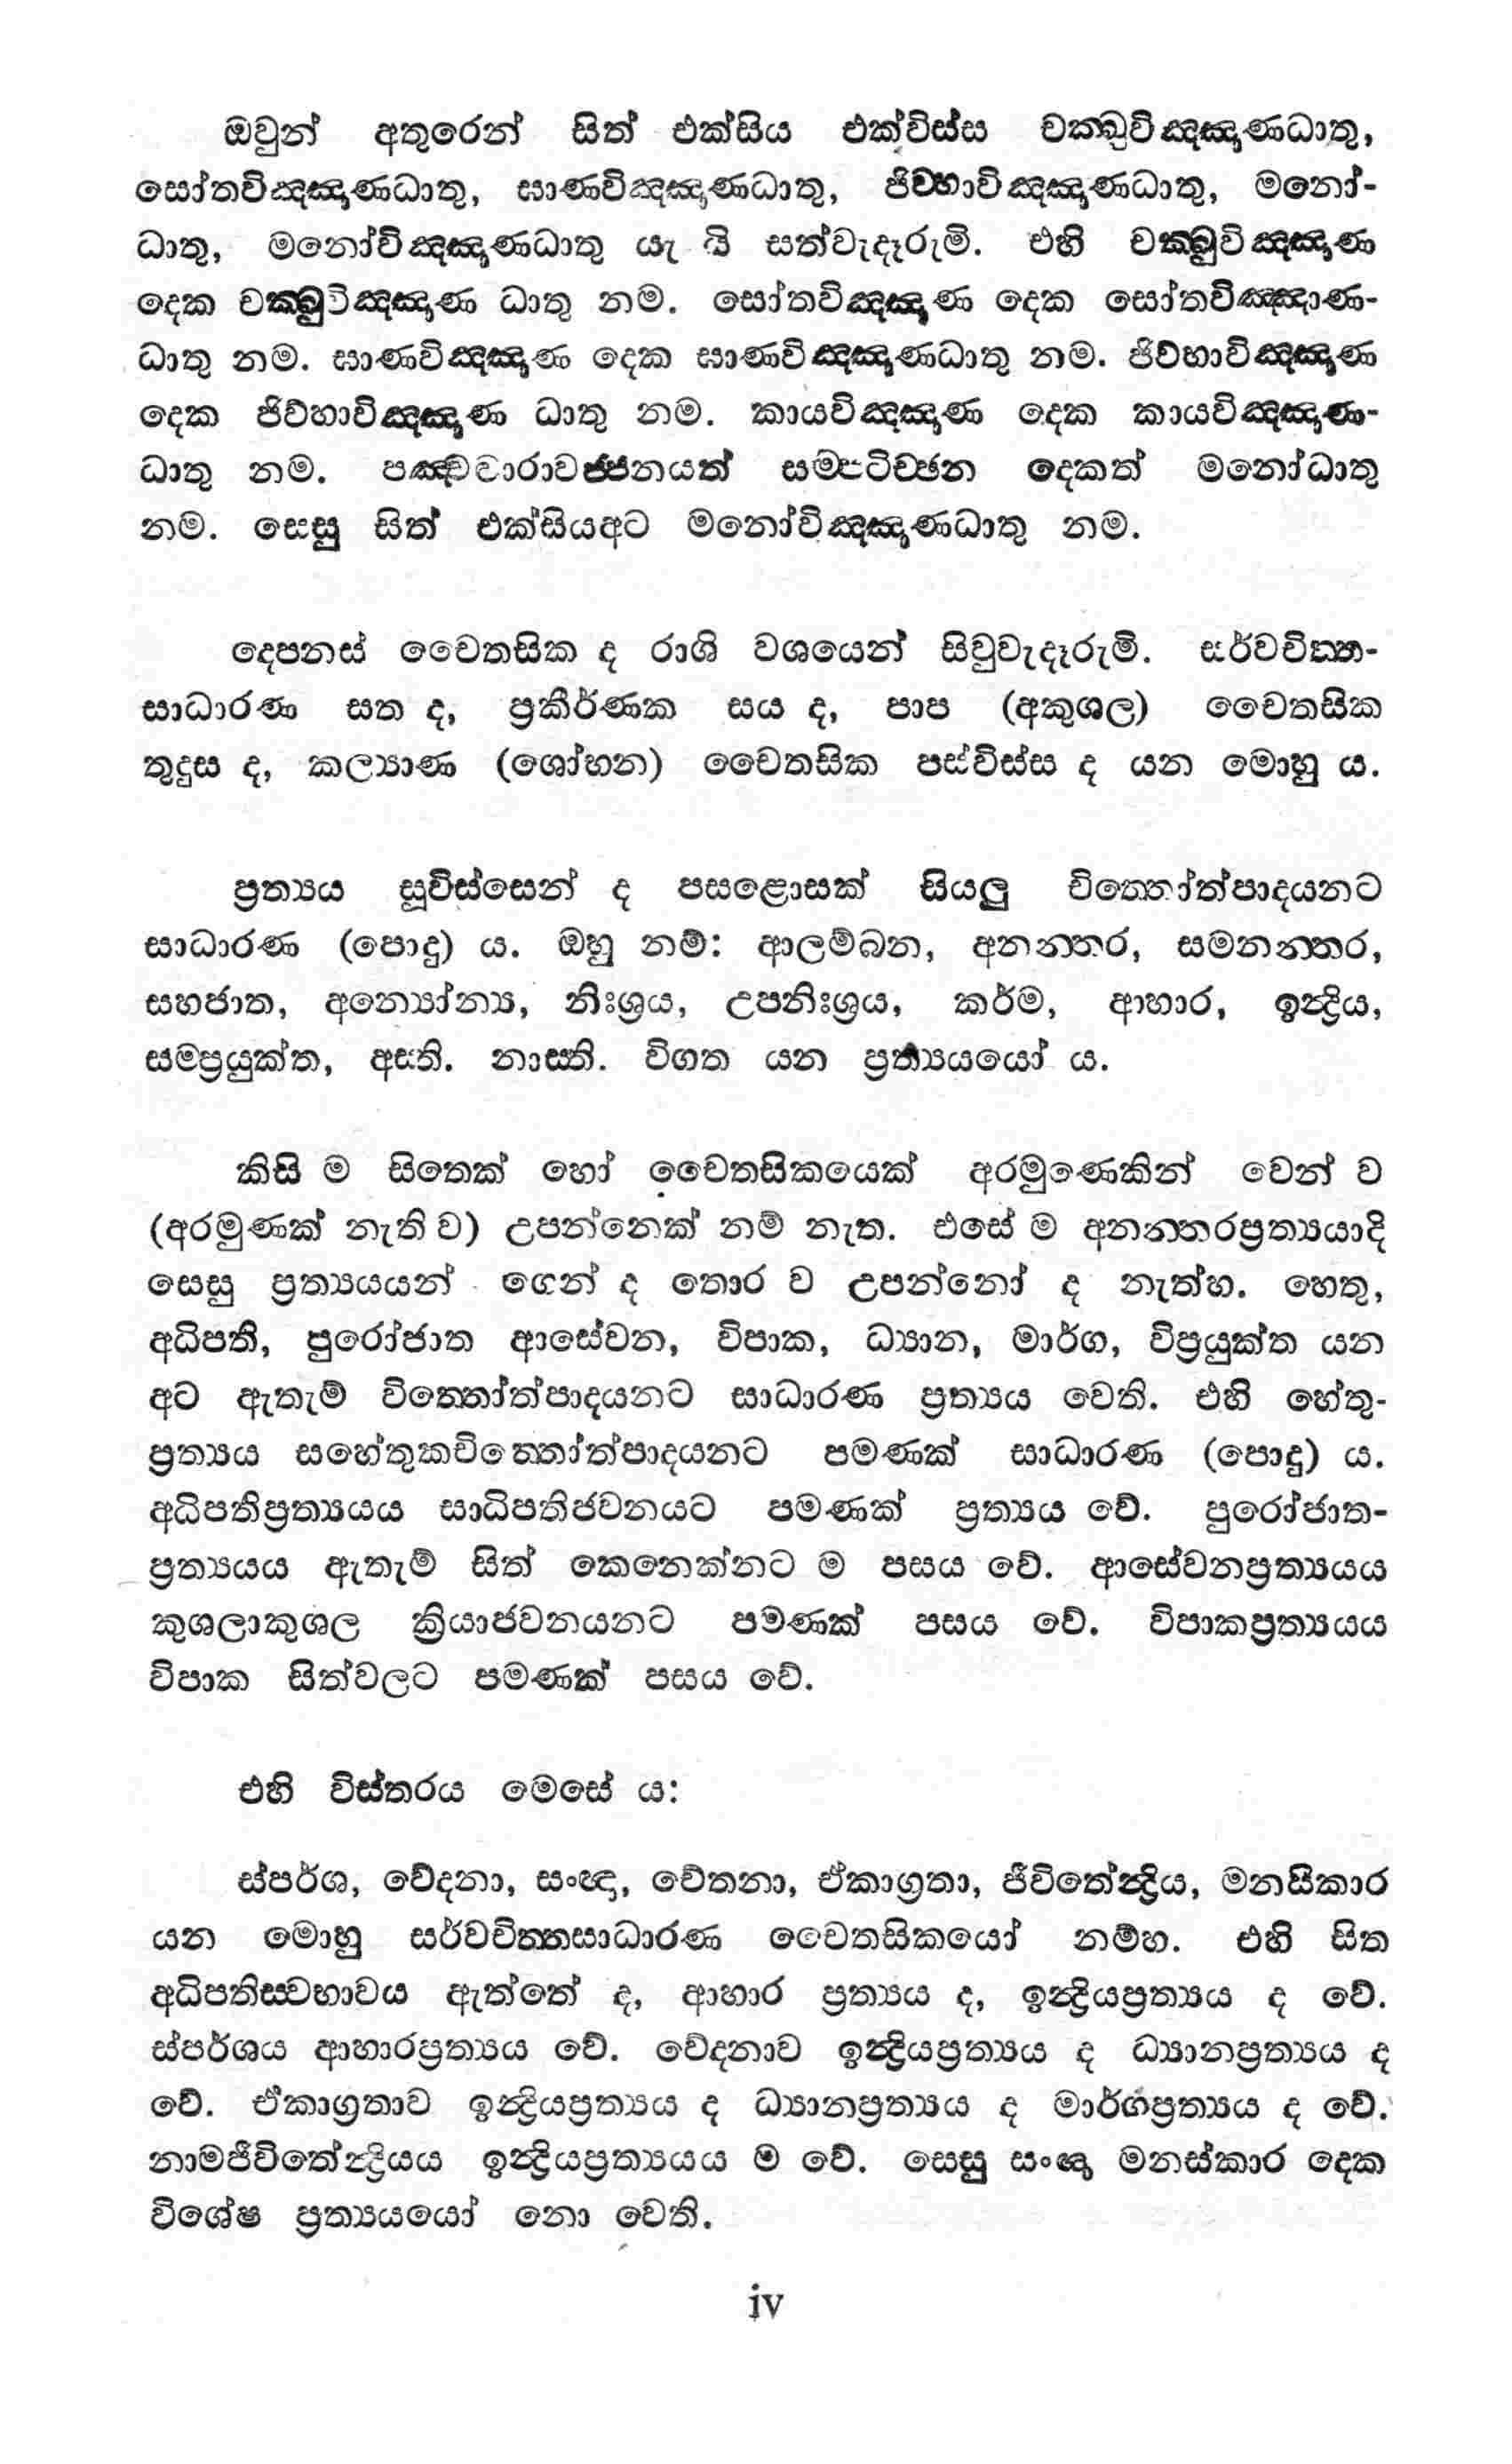 ඔවුන් අතුරෙන් සිත් එක්සිය එක්විස්ස චක්ඛුවිඤ්ඤාණධාතු,
සෝතවිඤ්ඤාණධාතු, ඝාණවිඤ්ඤාණධාතු, ජිව්හාවිඤ්ඤාණධාතු, මනෝ-
ධාතු, මනෝවිඤ්ඤාණධාතු යැ යි සත්වැදෑරුම්. එහි චක්ඛුවිඤ්ඤාණ
දෙක චක්ඛුවිඤ්ඤාණ ධාතු නම. සෝතවිඤ්ඤාණ දෙක සෝතවිඤ්ඤාණ-
ධාතු නම. ඝාණවිඤ්ඤාණ දෙක ඝාණවිඤ්ඤාණධාතු නම. ජිව්හාවිඤ්ඤාණ
දෙක ජිව්හාවිඤ්ඤාණ ධාතු නම. කායවිඤ්ඤාණ දෙක කායවිඤ්ඤාණ-
ධාතු නම. පඤ්චද්වාරාවජ්ජනයත් සම්පටිච්ඡන දෙකත් මනෝධාතු
නම. සෙසු සිත් එක්සියඅට මනෝවිඤ්ඤාණධාතු නම.

දෙපනස් චෛතසික ද රාශි වශයෙන් සිවුවැදෑරුමි. සර්වචිත්ත-
සාධාරණ සත ද, ප්‍රකීර්ණක සය ද, පාප (අකුශල) චෛතසික
තුදුස ද, කල්‍යාණ (ශෝභන) චෛතසික පස්විස්ස ද යන මොහු ය.

ප්‍රත්‍යය සූවිස්සෙන් ද පසළොසක් සියලු චිත්තෝත්පාදයනට
සාධාරණ (පොදු) ය. ඔහු නම්: ආලම්බන, අනන්තර, සමනන්තර,
සහජාත, අන්‍යෝන්‍ය, නිඃශ්‍රය, උපනිඃශ්‍රය, කර්ම, ආහාර, ඉන්ද්‍රිය,
සම්ප්‍රයුක්ත, අස්ති. නාස්ති. විගත යන ප්‍රත්‍යයයෝ ය.

කිසි ම සිතෙක් හෝ චෛතසිකයෙක් අරමුණෙකින් වෙන් ව
(අරමුණක් නැති ව) උපන්නෙක් නම් නැත. එසේ ම අනන්තරප්‍රත්‍යයාදි
සෙසු ප්‍රත්‍යයයන් ගෙන් ද තොර ව උපන්නෝ ද නැත්හ. හෙතු,
අධිපති, පුරෝජාත ආසේවන, විපාක, ධ්‍යාන, මාර්ග, විප්‍රයුක්ත යන
අට ඇතැම් චිත්තෝත්පාදයනට සාධාරණ ප්‍රත්‍යය වෙති. එහි හේතු-
ප්‍රත්‍යය සහේතුකචිත්තෝත්පාදයනට පමණක් සාධාරණ (පොදු) ය.
අධිපතිප්‍රත්‍යයය සාධිපතිජවනයට පමණක් ප්‍රත්‍යය වේ. පුරෝජාත-
ප්‍රත්‍යයය ඇතැම් සිත් කෙනෙක්නට ම පසය වේ. ආසේවනප්‍රත්‍යයය
කුශලාකුශල ක්‍රියාජවනයනට පමණක් පසය වේ. විපාකප්‍රත්‍යයය
විපාක සිත්වලට පමණක් පසය වේ.

එහි විස්තරය මෙසේ ය:

ස්පර්ශ, වේදනා, සංඥා, චේතනා, ඒකාග්‍රතා, ජීවිතේන්ද්‍රිය, මනසිකාර
යන මොහු සර්වචිත්තසාධාරණ චෛතසිකයෝ නම්හ. එහි සිත
අධිපතිස්වභාවය ඇත්තේ ද, ආහාර ප්‍රත්‍යය ද, ඉන්ද්‍රියප්‍රත්‍යය ද වේ.
ස්පර්ශය ආහාරප්‍රත්‍යය වේ. වේදනාව ඉන්ද්‍රියප්‍රත්‍යය ද ධ්‍යානප්‍රත්‍යය ද
වේ. ඒකාග්‍රතාව ඉන්ද්‍රියප්‍රත්‍යය ද ධ්‍යානප්‍රත්‍යය ද මාර්ගප්‍රත්‍යය ද වේ.
නාමජීවිතේන්ද්‍රියය ඉන්ද්‍රියප්‍රත්‍යයය ම වේ. සෙසු සංඥා මනස්කාර දෙක
විශේෂ ප්‍රත්‍යයයෝ නො වෙති.

iv